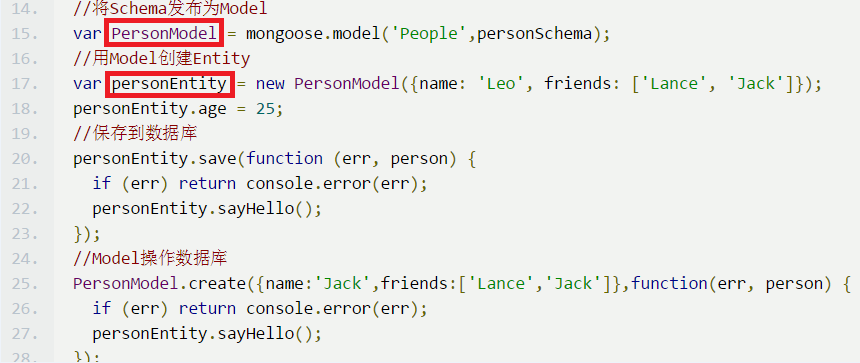 14. //将Schema发布为Model
15. var PersonModel = mongoose.model('People',personSchema);
16. //用Model创建Entity
17. var personEntity = new PersonModel({name: 'Leo', friends: ['Lance', 'Jack']});
18. personEntity.age = 25;
19. //保存到数据库
20. personEntity.save(function (err, person) {
21. if (err) return console.error(err);
22. personEntity.sayHello();
23. });
24. //Model操作数据库
25. PersonModel.create({name:'Jack',friends:['Lance','Jack']},function(err, person) {
26. if (err) return console.error(err);
27. personEntity.sayHello();
28. });